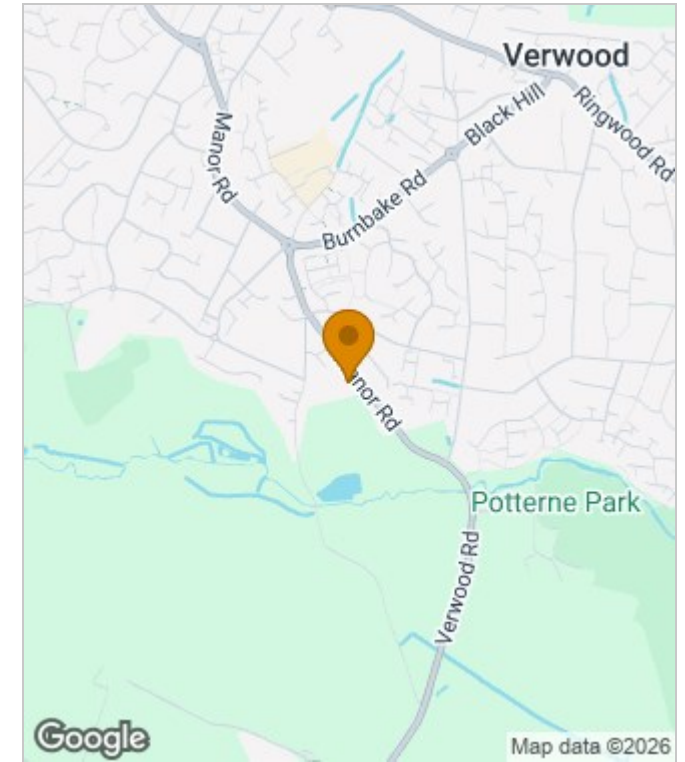 Verwood
Black Hill
Ringwood Rd
Manor Rd
Burnbake Rd
anor Rd
Potterne Park
Verwood Rd
Google
Map data ©2026